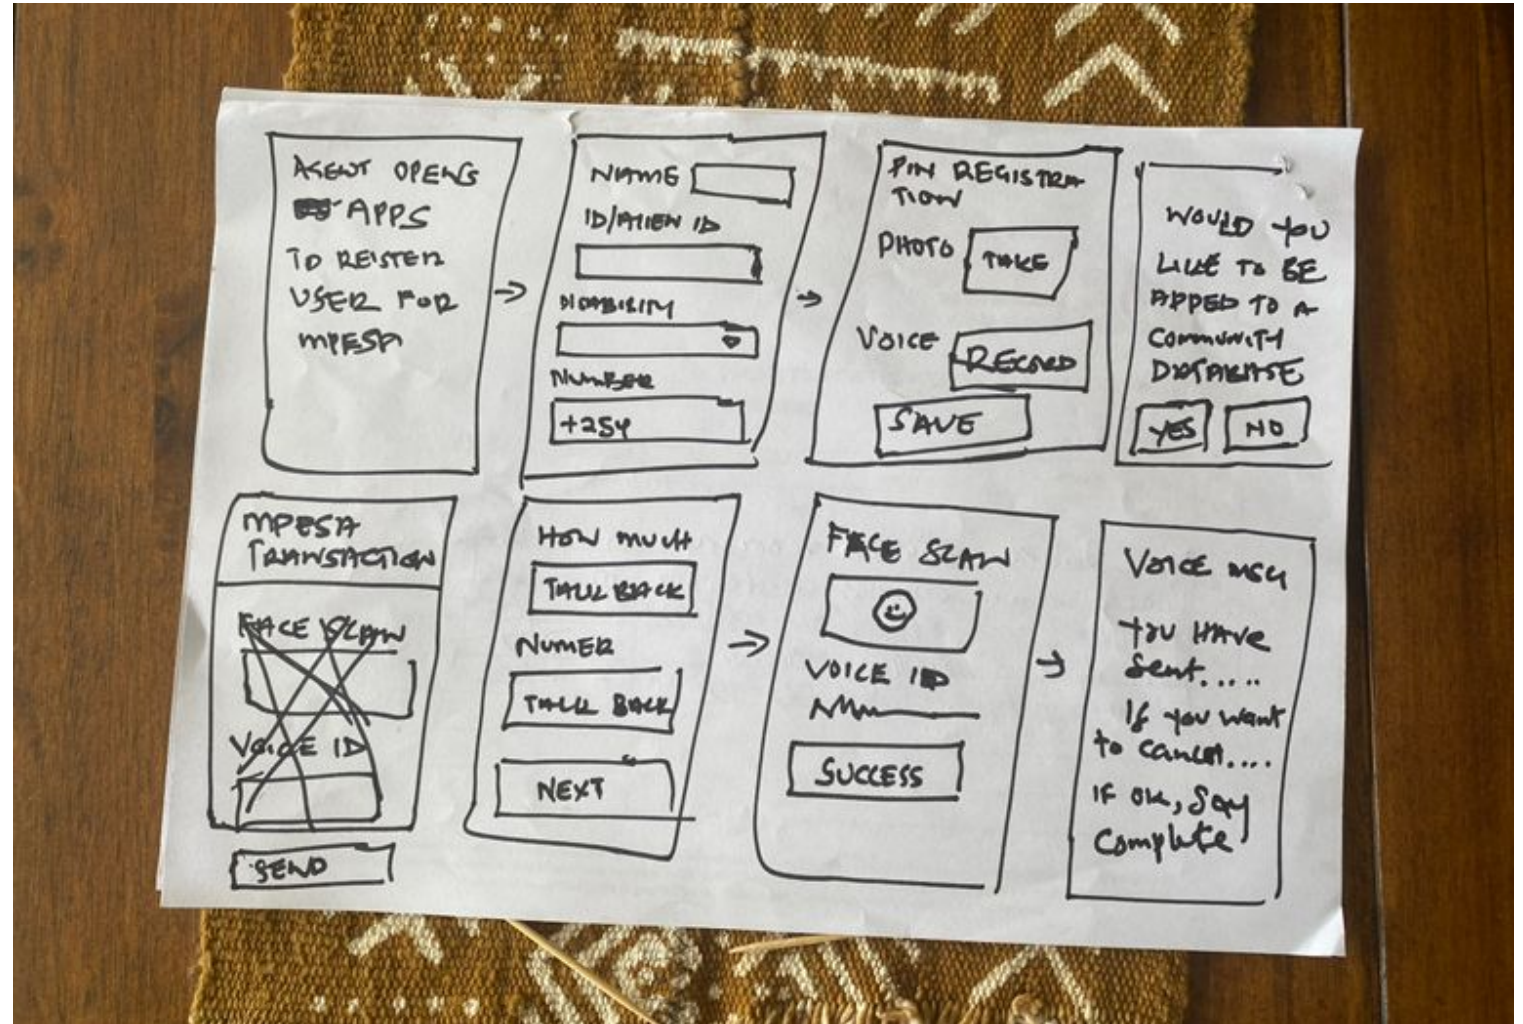 AGENT OPENS
APPS
TO REISTER
USER FOR
MPESA
NAME
ID/ALIEN ID
DISABILITY
NUMBER
+254
PIN REGISTRA
TION
PHOTO TAKE
VOICE RECORD
SAVE
WOULD YOU
LIKE TO BE
ADDED TO A
COMMUNITY
DATABASE
YES NO
MPESA
TRANSACTION
FACE SCAN
VOICE ID
SEND
HOW MUCH
TALK BACK
NUMER
TALK BACK
NEXT
FACE SCAN
VOICE ID
SUCCESS
VOICE MSG
You HAVE
Sent.....
If you want
to cancel....
IF OK, Say
Complete